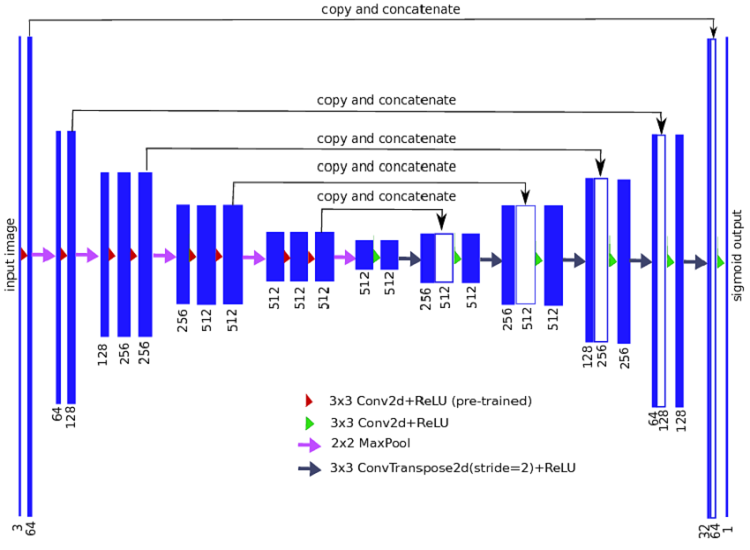 copy and concatenate
copy and concatenate
copy and concatenate
copy and concatenate
copy and concatenate
input image
sigmoid output
3
64
64
128
128
256
256
256
512
512
512
512
512
512
512
256
512
512
256
512
512
128
256
256
64
128
128
32
64
1
3x3 Conv2d+ReLU (pre-trained)
3x3 Conv2d+ReLU
2x2 MaxPool
3x3 ConvTranspose2d(stride=2)+ReLU